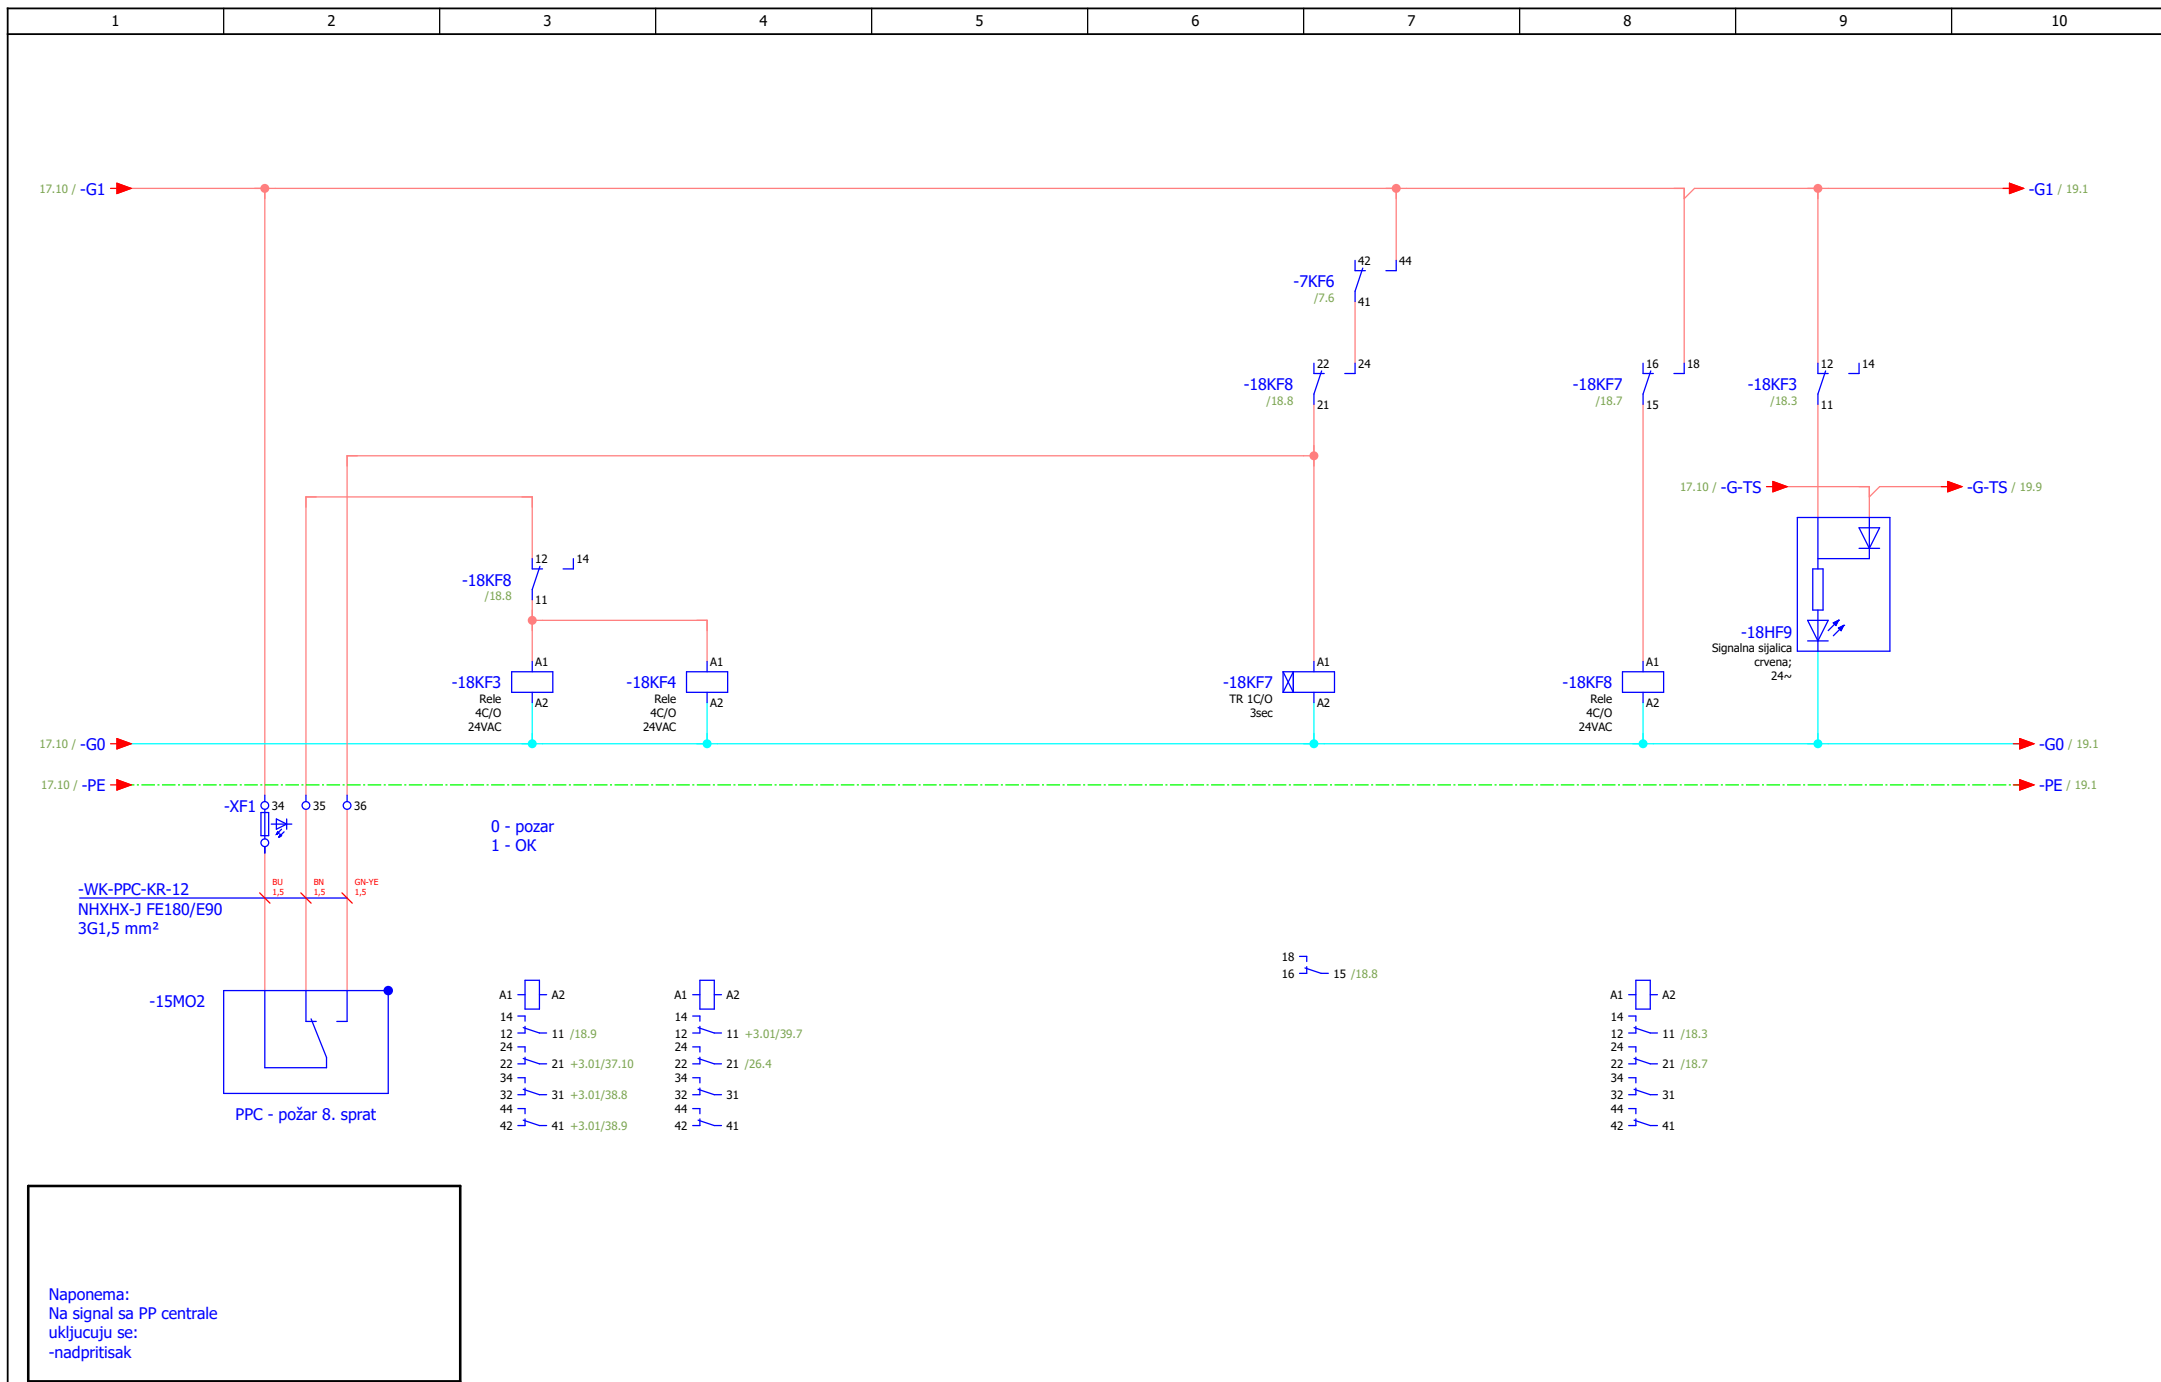 1 2 3 4 5 6 7 8 9 10
17.10 / -G1
-G1 / 19.1
42 44
-7KF6
/7.6
41
22 24
-18KF8
/18.8
21
16 18
-18KF7
/18.7
15
12 14
-18KF3
/18.3
11
17.10 / -G-TS
-G-TS / 19.9
12 14
-18KF8
/18.8
11
A1
-18KF3
Rele
4C/O
24VAC
A2
A1
-18KF4
Rele
4C/O
24VAC
A2
A1
-18KF7
TR 1C/O
3sec
A2
A1
-18KF8
Rele
4C/O
24VAC
A2
-18HF9
Signalna sijalica
crvena;
24~
17.10 / -G0
-G0 / 19.1
17.10 / -PE
-PE / 19.1
-XF1 34 35 36
0 - pozar
1 - OK
BU
1,5
BN
1,5
GN-YE
1,5
-WK-PPC-KR-12
NHXHX-J FE180/E90
3G1,5 mm²
-15MO2
PPC - požar 8. sprat
A1 A2
14
12 11 /18.9
24
22 21 +3.01/37.10
34
32 31 +3.01/38.8
44
42 41 +3.01/38.9
A1 A2
14
12 11 +3.01/39.7
24
22 21 /26.4
34
32 31
44
42 41
18
16 15 /18.8
A1 A2
14
12 11 /18.3
24
22 21 /18.7
34
32 31
44
42 41
Naponema:
Na signal sa PP centrale
ukljucuju se:
-nadpritisak